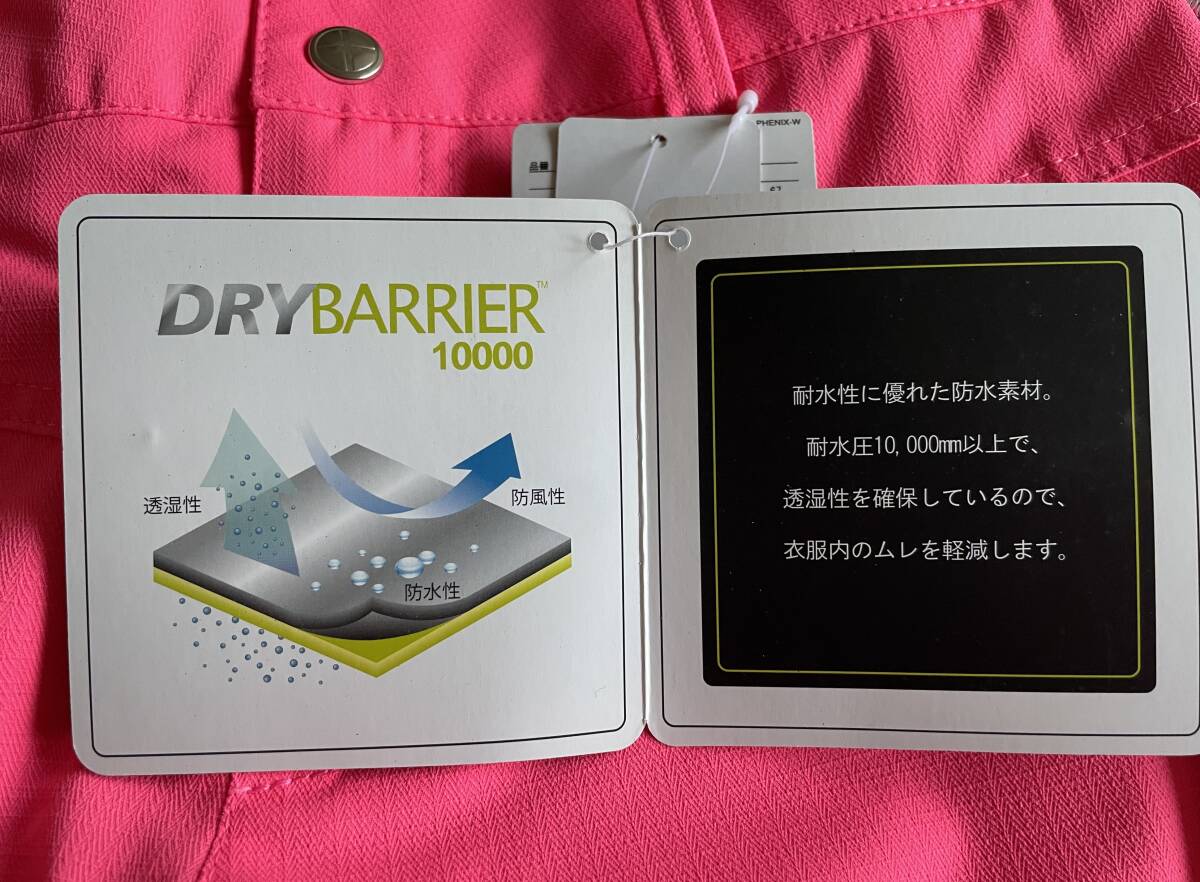 PHENIX-W
品番
DRYBARRIER™
10000
透湿性
防風性
防水性
耐水性に優れた防水素材。
耐水圧10,000㎜以上で、
透湿性を確保しているので、
衣服内のムレを軽減します。